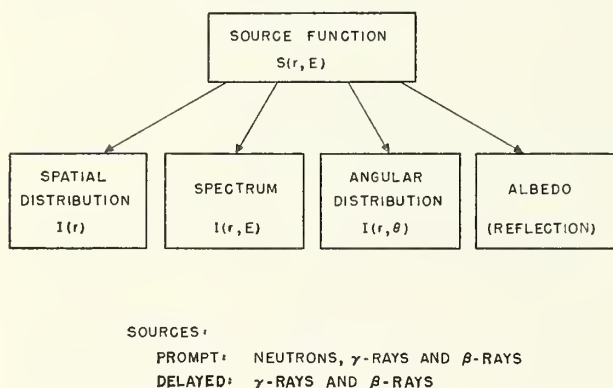 SOURCE FUNCTION
S(r,E)
SPATIAL
DISTRIBUTION
I(r)
SPECTRUM
I(r,E)
ANGULAR
DISTRIBUTION
I(r,θ)
ALBEDO
(REFLECTION)
SOURCES:
PROMPT: NEUTRONS, γ-RAYS AND β-RAYS
DELAYED: γ-RAYS AND β-RAYS